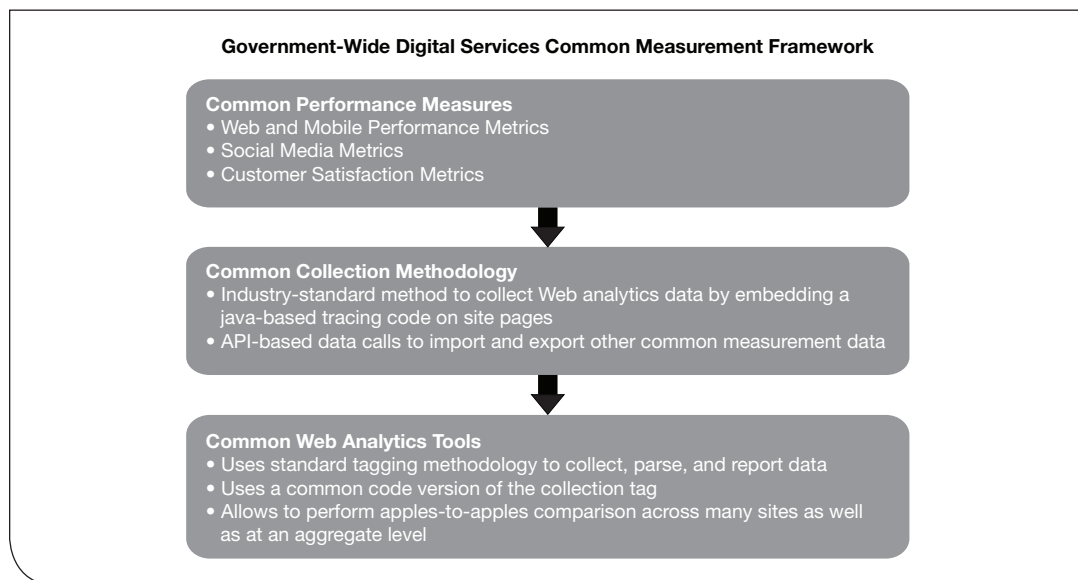 Government-Wide Digital Services Common Measurement Framework
Common Performance Measures
• Web and Mobile Performance Metrics
• Social Media Metrics
• Customer Satisfaction Metrics
Common Collection Methodology
• Industry-standard method to collect Web analytics data by embedding a
java-based tracing code on site pages
• API-based data calls to import and export other common measurement data
Common Web Analytics Tools
• Uses standard tagging methodology to collect, parse, and report data
• Uses a common code version of the collection tag
• Allows to perform apples-to-apples comparison across many sites as well
as at an aggregate level